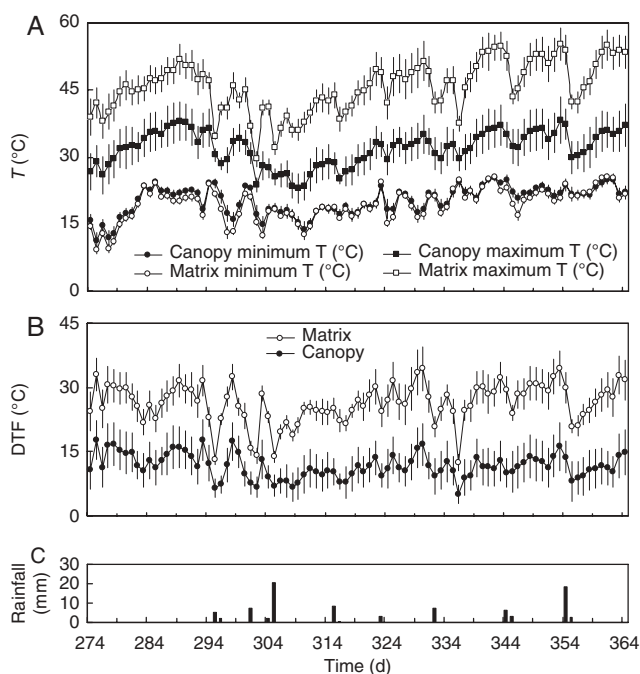 A
60
45
30
15
0
T (°C)
Canopy minimum T (°C)
Canopy maximum T (°C)
Matrix minimum T (°C)
Matrix maximum T (°C)
B
45
30
15
0
DTF (°C)
Matrix
Canopy
C
30
20
10
0
Rainfall
(mm)
274 284 294 304 314 324 334 344 354 364
Time (d)